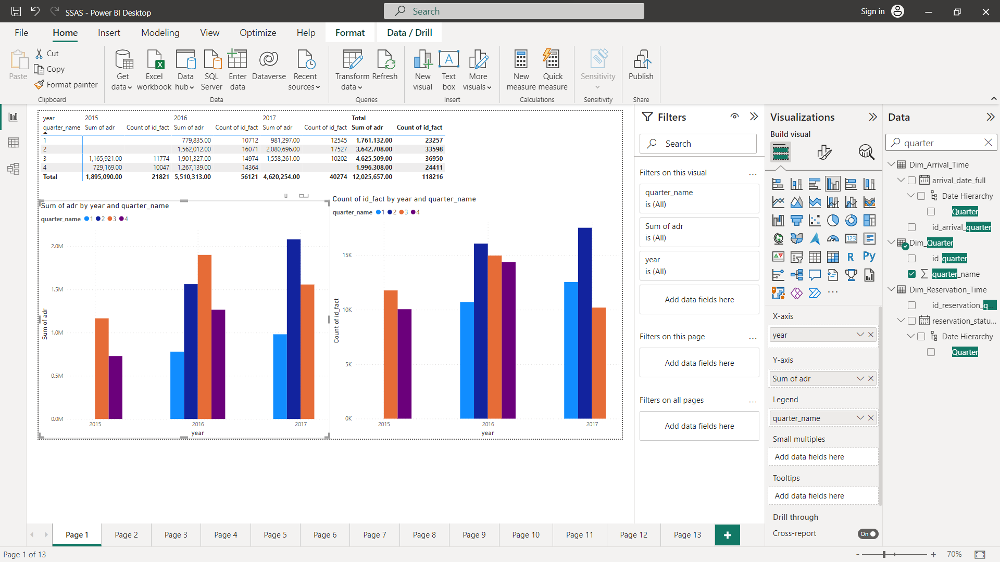 SSAS - Power BI Desktop
Search
Sign in
File Home Insert Modeling View Optimize Help Format Data / Drill
Paste
Cut
Copy
Format painter
Clipboard
Get data
Excel workbook
Data hub
SQL Server
Enter data
Dataverse
Recent sources
Data
Transform data
Refresh
Queries
New visual
Text box
More visuals
Insert
New measure
Quick measure
Calculations
Sensitivity
Sensitivity
Publish
Share
year 2015 2016 2017 Total
quarter_name Sum of adr Count of id_fact Sum of adr Count of id_fact Sum of adr Count of id_fact Sum of adr Count of id_fact
1 779,835.00 10712 981,297.00 12545 1,761,132.00 23257
2 1,562,012.00 16071 2,080,696.00 17527 3,642,708.00 33598
3 1,165,921.00 11774 1,901,327.00 14974 1,558,261.00 10202 4,625,509.00 36950
4 729,169.00 10047 1,267,139.00 14364 1,996,308.00 24411
Total 1,895,090.00 21821 5,510,313.00 56121 4,620,254.00 40274 12,025,657.00 118216
Sum of adr by year and quarter_name
quarter_name 1 2 3 4
2.0M
1.5M
1.0M
0.5M
0.0M
Sum of adr
2015 2016 2017
year
Count of id_fact by year and quarter_name
quarter_name 1 2 3 4
15K
10K
5K
0K
Count of id_fact
2015 2016 2017
year
Filters
Search
Filters on this visual ...
quarter_name
is (All)
Sum of adr
is (All)
year
is (All)
Add data fields here
Filters on this page ...
Add data fields here
Filters on all pages ...
Add data fields here
Visualizations
Build visual
123
R Py
...
X-axis
year
Y-axis
Sum of adr
Legend
quarter_name
Small multiples
Add data fields here
Tooltips
Add data fields here
Drill through
Cross-report On
Data
quarter
Dim_Arrival_Time
arrival_date_full
Date Hierarchy
Quarter
id_arrival_quarter
Dim_Quarter
id_quarter
quarter_name
Dim_Reservation_Time
id_reservation_q...
reservation_statu...
Date Hierarchy
Quarter
Page 1 Page 2 Page 3 Page 4 Page 5 Page 6 Page 7 Page 8 Page 9 Page 10 Page 11 Page 12 Page 13 +
Page 1 of 13
- + 70%